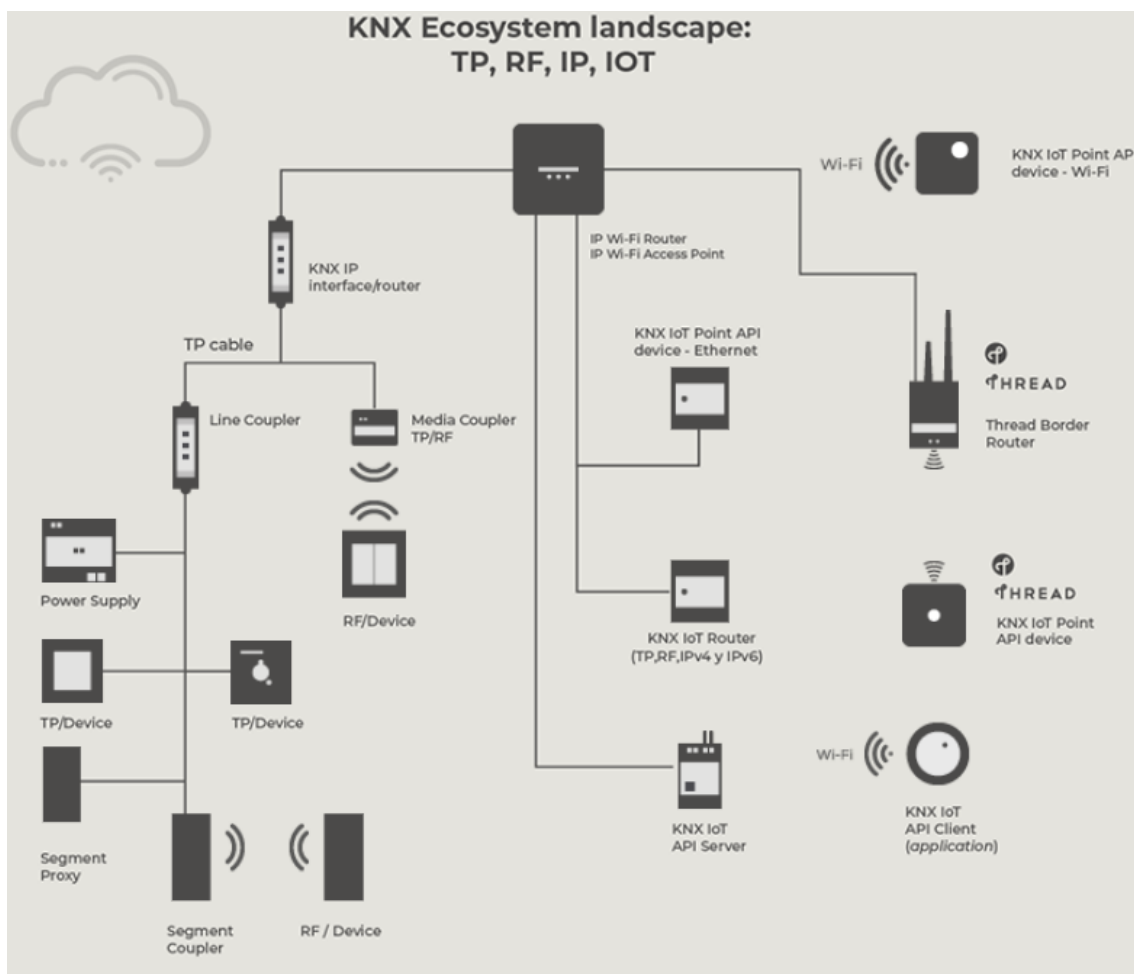 KNX Ecosystem landscape:
TP, RF, IP, IOT
Wi-Fi
KNX IoT Point AP
device - Wi-Fi
IP Wi-Fi Router
IP Wi-Fi Access Point
KNX IP
interface/router
KNX IoT Point API
device - Ethernet
TP cable
THREAD
Line Coupler
Media Coupler
TP/RF
Thread Border
Router
Power Supply
RF/Device
THREAD
KNX IoT Point
API device
KNX IoT Router
(TP,RF,IPv4 y IPv6)
TP/Device
TP/Device
Wi-Fi
KNX IoT
API Client
(application)
KNX IoT
API Server
Segment
Proxy
Segment
Coupler
RF / Device